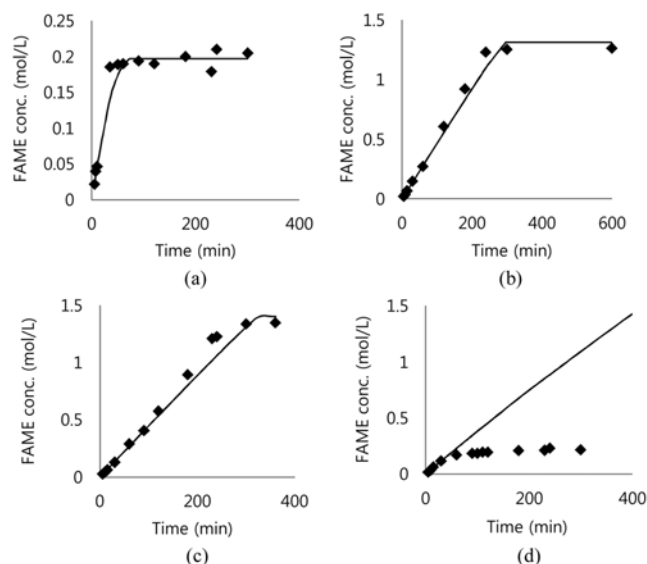 0.25
0.2
0.15
0.1
0.05
0
FAME conc. (mol/L)
0 200 400
Time (min)
(a)
1.5
1
0.5
0
FAME conc. (mol/L)
0 200 400 600
Time (min)
(b)
1.5
1
0.5
0
FAME conc. (mol/L)
0 200 400
Time (min)
(c)
1.5
1
0.5
0
FAME conc. (mol/L)
0 100 200 300 400
Time (min)
(d)